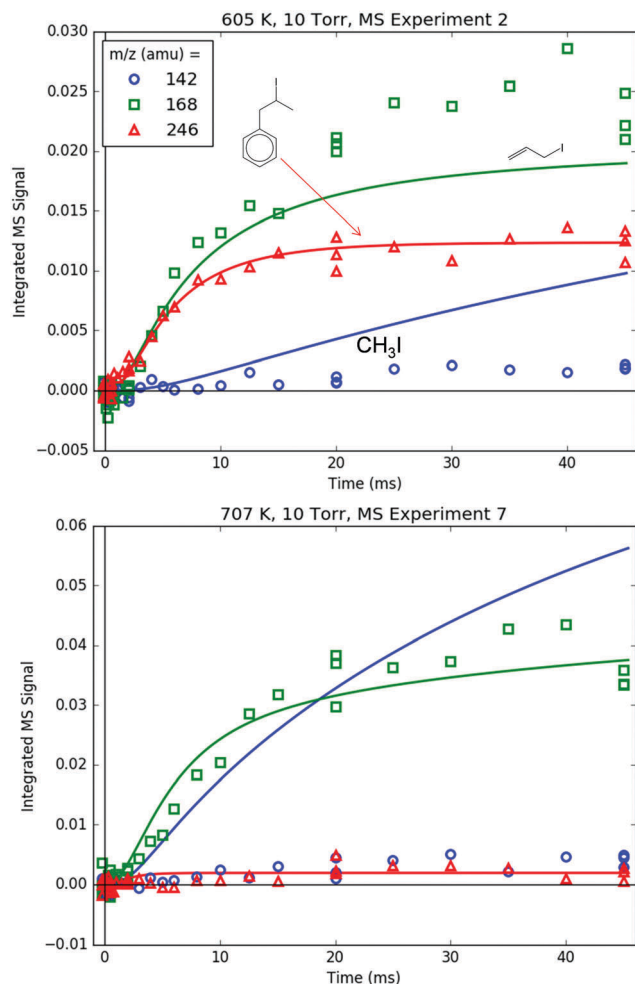 605 K, 10 Torr, MS Experiment 2
0.030
0.025
0.020
0.015
0.010
0.005
0.000
−0.005
Integrated MS Signal
m/z (amu) =
142
168
246
I
I
CH3I
0 10 20 30 40
Time (ms)
707 K, 10 Torr, MS Experiment 7
0.06
0.05
0.04
0.03
0.02
0.01
0.00
−0.01
Integrated MS Signal
0 10 20 30 40
Time (ms)